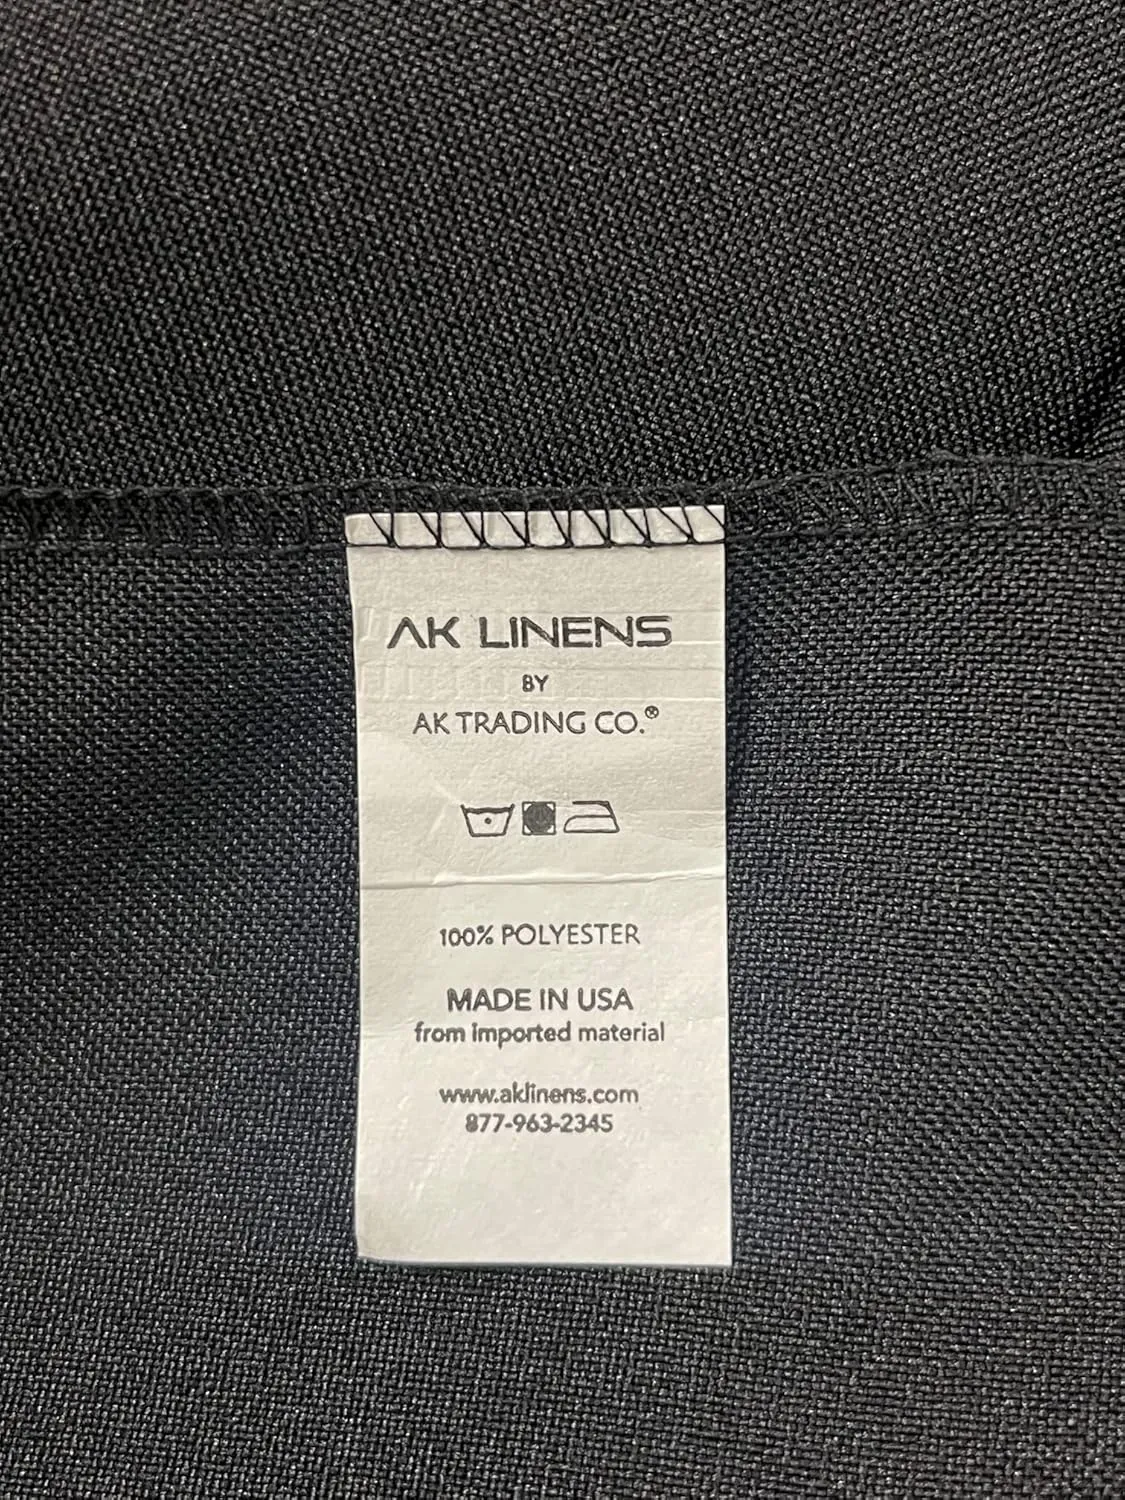 AK LINENS
BY
AK TRADING CO.®
100% POLYESTER
MADE IN USA
from imported material
www.aklinens.com
877-963-2345